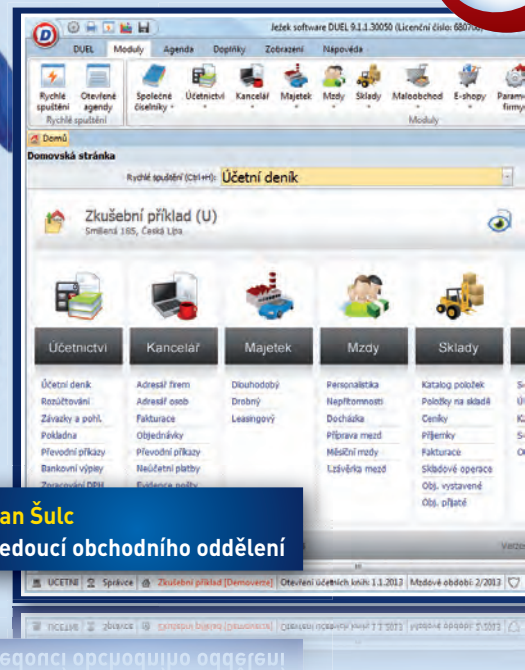 Ježek software DUEL 9.1.1.30050 (Licenční číslo:
DUEL Moduly Agenda Doplňky Zobrazení Nápověda
Rychlé spuštění Otevřené agendy Společné číselníky Účetnictví Kancelář Majetek Mzdy Sklady Maloobchod E-shopy
Rychlé spuštění Moduly
Domů
Domovská stránka
Rychlé spuštění (Ctrl+H): Účetní deník
Zkušební příklad (U)
Smíšená 165, Česká Lípa
Účetnictví Kancelář Majetek Mzdy Sklady
Účetní deník Adresář firem Dlouhodobý Personalistika Katalog položek
Rozúčtování Adresář osob Drobný Nepřítomnosti Položky na skladě
Závazky a pohl. Fakturace Leasingový Docházka Ceníky
Pokladna Objednávky Příprava mezd Příjemky
Převodní příkazy Převodní příkazy Měsíční mzdy Fakturace
Bankovní výpisy Neúčetní platby Uzávěrka mezd Skladové operace
Zpracování DPH Evidence pošty Obj. vystavené
Obj. přijaté
an Šulc
edoucí obchodního oddělení
UCETNI Správce Zkušební příklad [Demoverze] Otevření účetních knih: 1.1.2013 Mzdové období: 2/2013